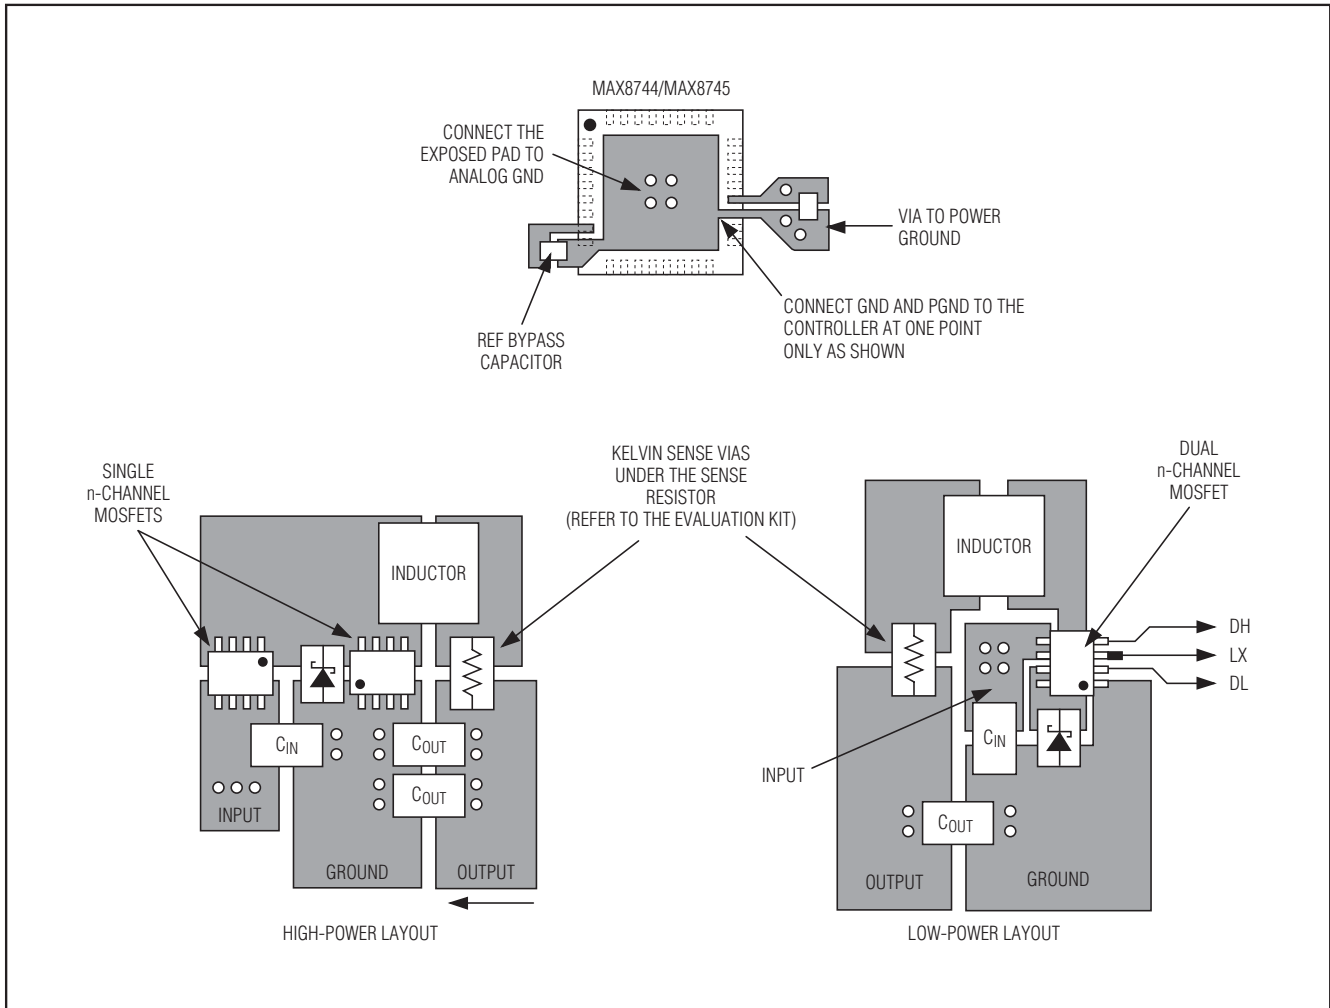 MAX8744/MAX8745
CONNECT THE
EXPOSED PAD TO
ANALOG GND
VIA TO POWER
GROUND
CONNECT GND AND PGND TO THE
CONTROLLER AT ONE POINT
ONLY AS SHOWN
REF BYPASS
CAPACITOR
SINGLE
n-CHANNEL
MOSFETS
KELVIN SENSE VIAS
UNDER THE SENSE
RESISTOR
(REFER TO THE EVALUATION KIT)
DUAL
n-CHANNEL
MOSFET
INDUCTOR
CIN
COUT
COUT
INPUT
GROUND
OUTPUT
HIGH-POWER LAYOUT
INDUCTOR
DH
LX
DL
CIN
INPUT
COUT
OUTPUT
GROUND
LOW-POWER LAYOUT